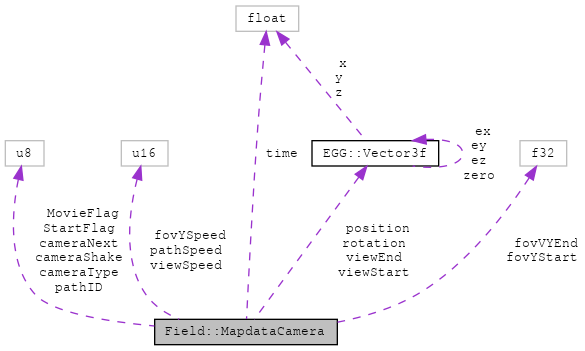 float
x
y
z
u8
u16
EGG::Vector3f
ex
ey
ez
zero
f32
time
MovieFlag
StartFlag
cameraNext
cameraShake
cameraType
pathID
fovYSpeed
pathSpeed
viewSpeed
position
rotation
viewEnd
viewStart
fovVYEnd
fovYStart
Field::MapdataCamera